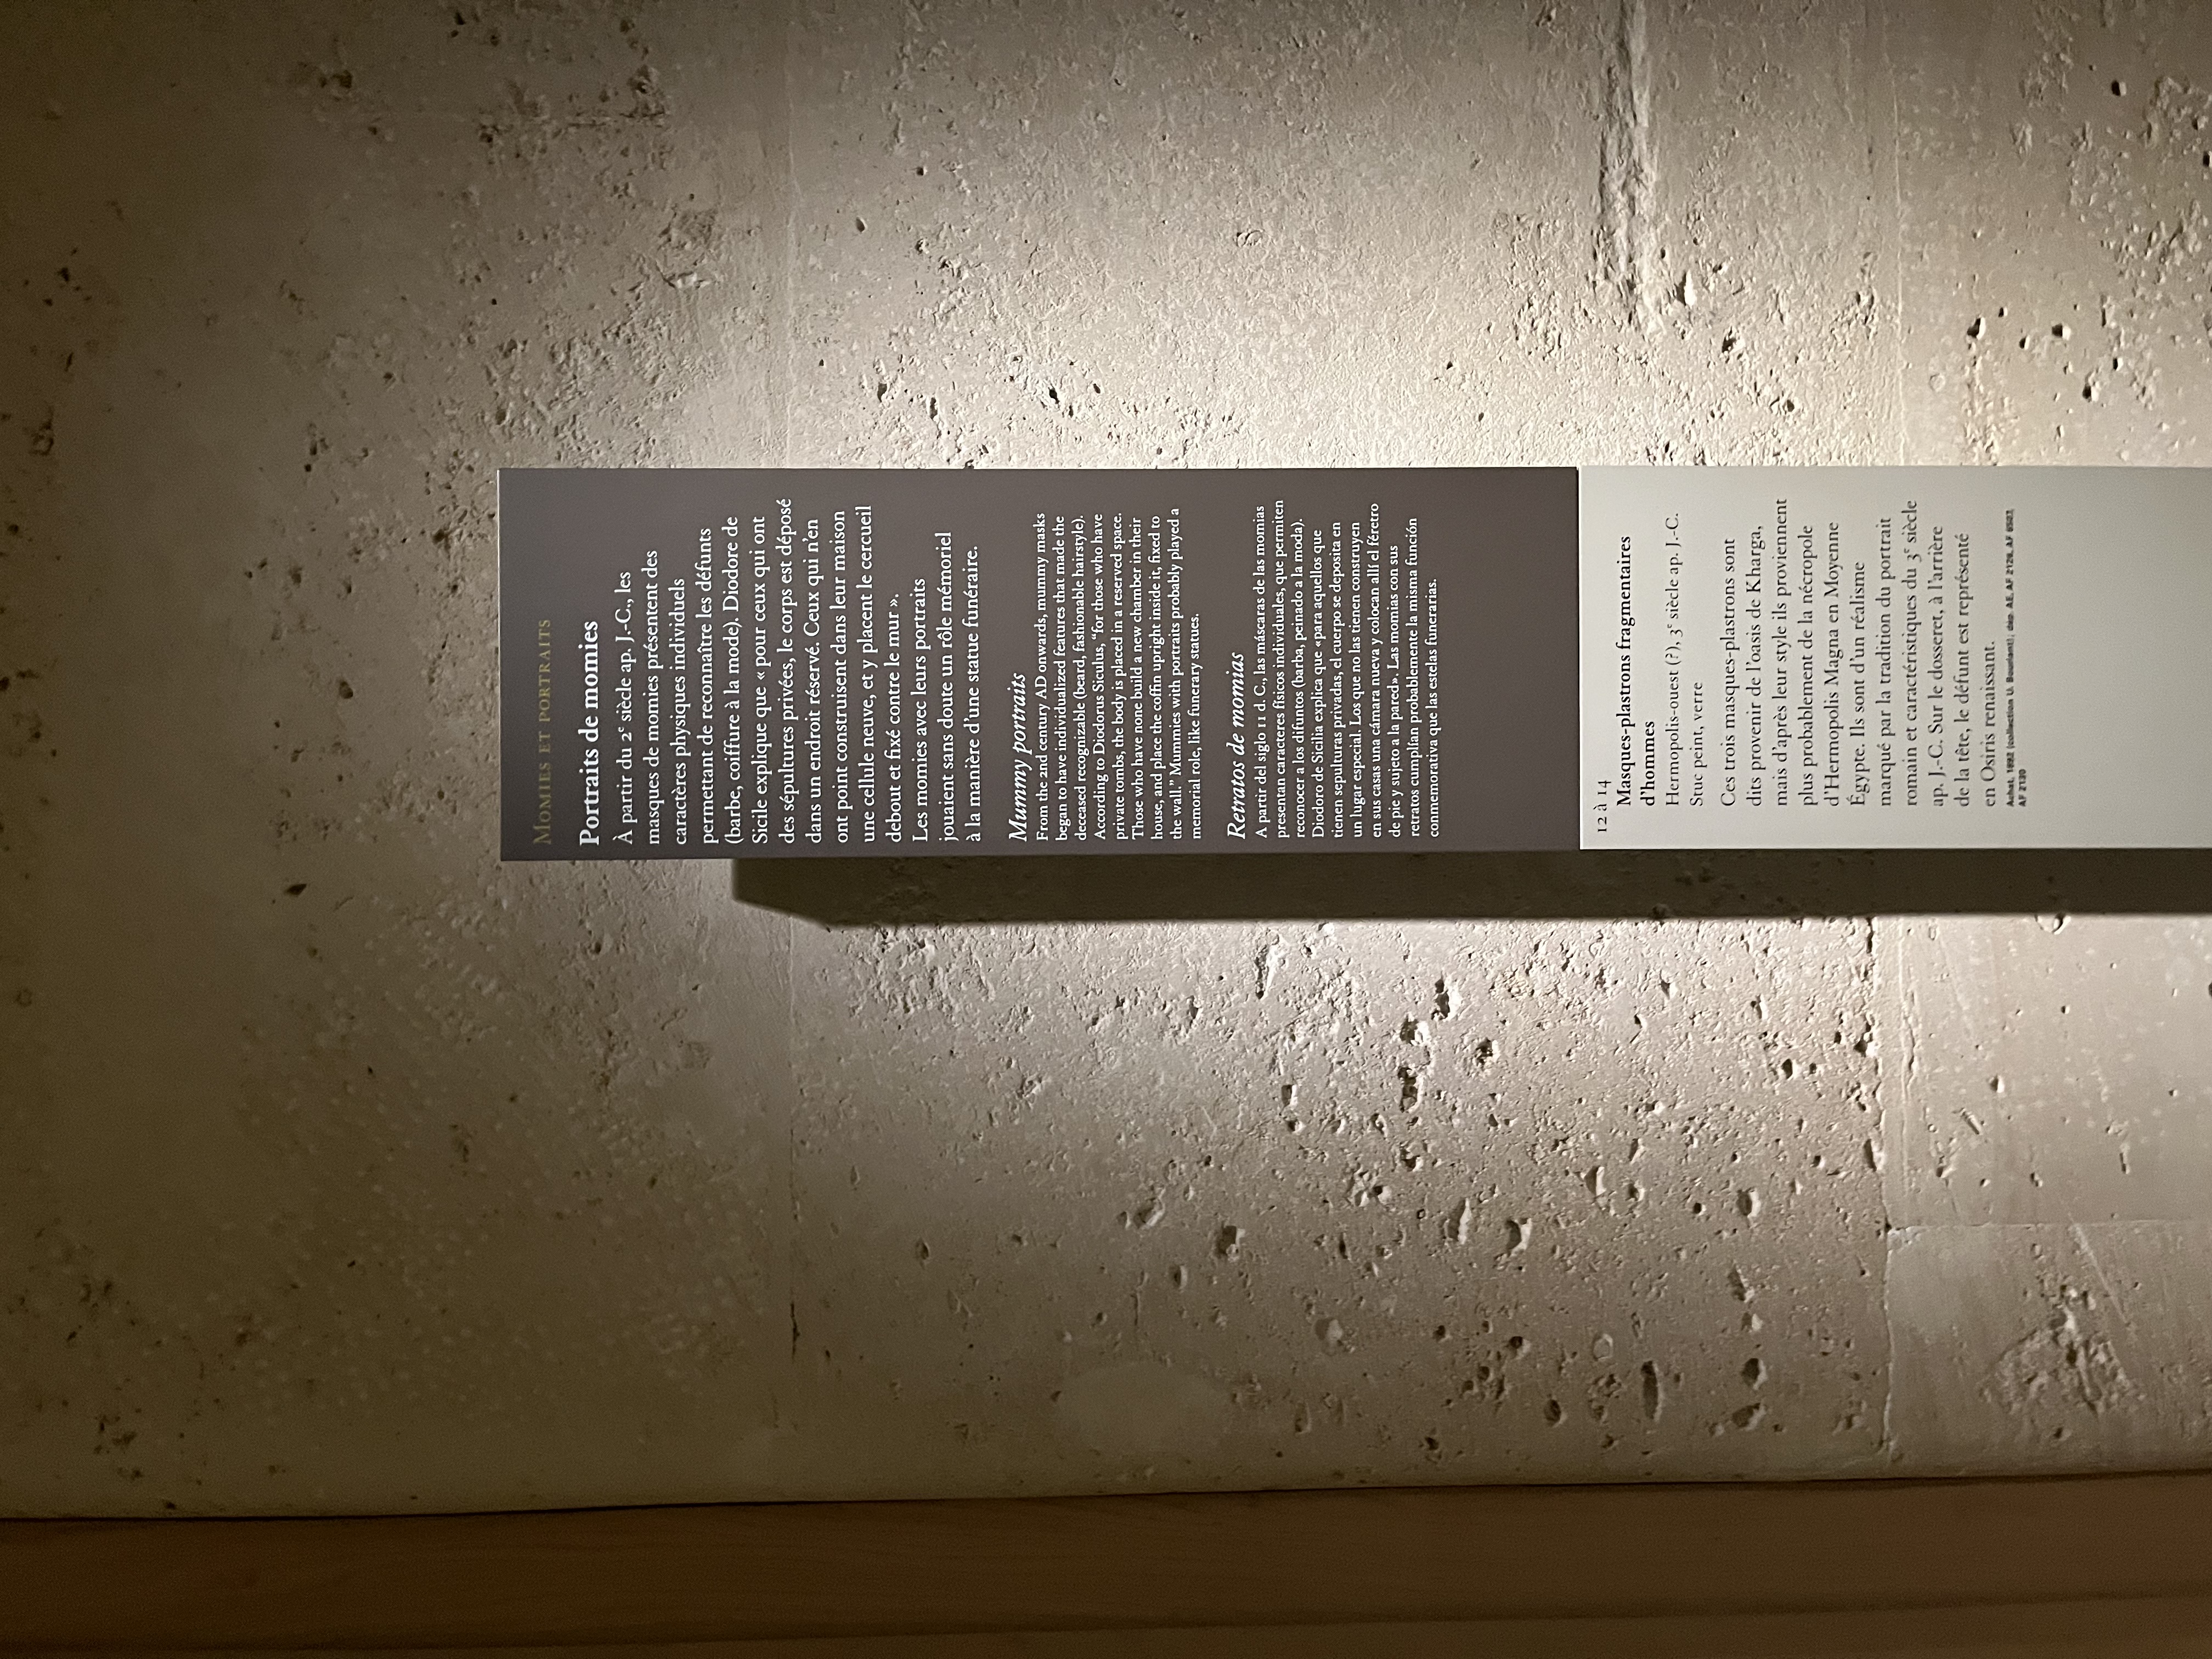 Momies et portraits
Portraits de momies
À partir du 2e siècle ap. J.-C., les
masques de momies présentent des
caractères physiques individuels
permettant de reconnaître les défunts
(barbe, coiffure à la mode). Diodore de
Sicile explique que « pour ceux qui ont
des sépultures privées, le corps est déposé
dans un endroit réservé. Ceux qui n'en
ont point construisent dans leur maison
une cellule neuve, et y placent le cercueil
debout et fixé contre le mur ».
Les momies avec leurs portraits
jouaient sans doute un rôle mémoriel
à la manière d'une statue funéraire.
Mummy portraits
From the 2nd century AD onwards, mummy masks
began to have individualized features that made the
deceased recognizable (beard, fashionable hairstyle).
According to Diodorus Siculus, “for those who have
private tombs, the body is placed in a reserved space.
Those who have none build a new chamber in their
house, and place the coffin upright inside it, fixed to
the wall.” Mummies with portraits probably played a
memorial role, like funerary statues.
Retratos de momias
A partir del siglo II d. C., las máscaras de las momias
presentan caracteres físicos individuales, que permiten
reconocer a los difuntos (barba, peinado a la moda).
Diodoro de Sicilia explica que «para aquellos que
tienen sepulturas privadas, el cuerpo se deposita en
un lugar especial. Los que no las tienen construyen
en sus casas una cámara nueva y colocan allí el féretro
de pie y sujeto a la pared». Las momias con sus
retratos cumplían probablemente la misma función
conmemorativa que las estelas funerarias.
12 à 14
Masques-plastrons fragmentaires
d'hommes
Hermopolis-ouest (?), 3e siècle ap. J.-C.
Stuc peint, verre
Ces trois masques-plastrons sont
dits provenir de l'oasis de Kharga,
mais d'après leur style ils proviennent
plus probablement de la nécropole
d'Hermopolis Magna en Moyenne
Égypte. Ils sont d'un réalisme
marqué par la tradition du portrait
romain et caractéristiques du 3e siècle
ap. J.-C. Sur le dosseret, à l'arrière
de la tête, le défunt est représenté
en Osiris renaissant.
Achat, (collection U. Bouriant); dép. AE, AF AF
AF 2130